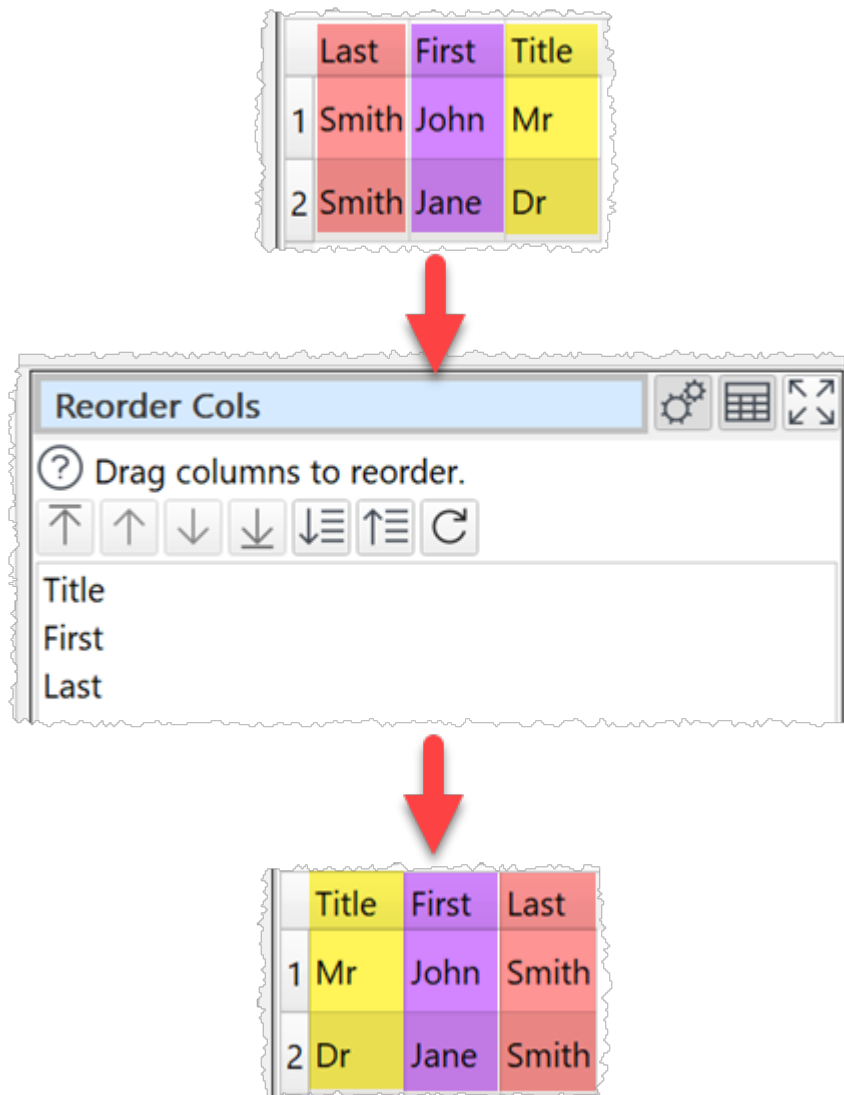 Last First Title
1 Smith John Mr
2 Smith Jane Dr
Reorder Cols
? Drag columns to reorder.
Title
First
Last
Title First Last
1 Mr John Smith
2 Dr Jane Smith